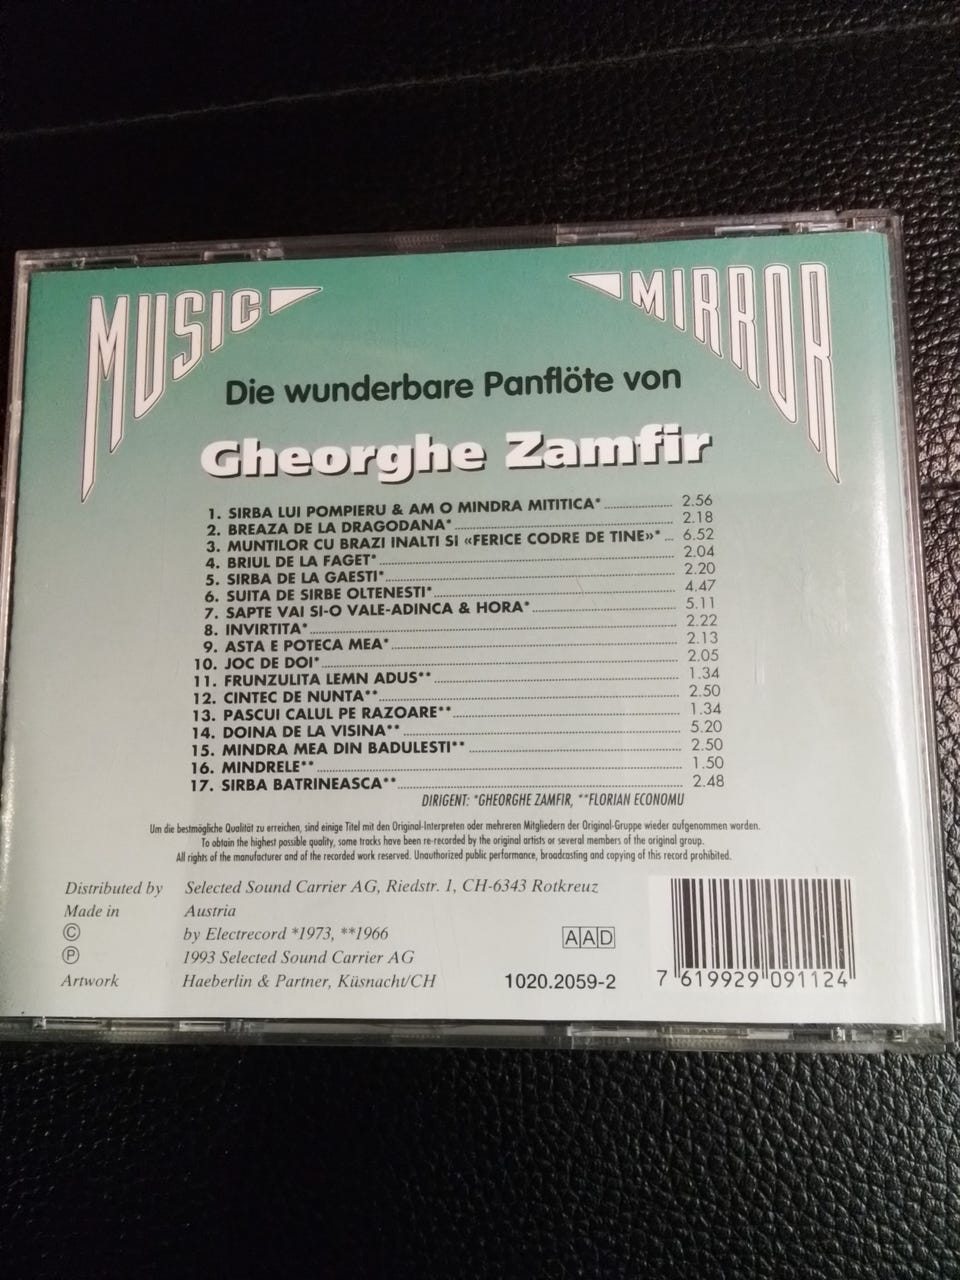 MUSIC MIRROR
Die wunderbare Panflöte von
Gheorghe Zamfir
1. SIRBA LUI POMPIERU & AM O MINDRA MITITICA* 2.56
2. BREAZA DE LA DRAGODANA* 2.18
3. MUNTILOR CU BRAZI INALTI SI «FERICE CODRE DE TINE»* 6.52
4. BRIUL DE LA FAGET* 2.04
5. SIRBA DE LA GAESTI* 2.20
6. SUITA DE SIRBE OLTENESTI* 4.47
7. SAPTE VAI SI-O VALE-ADINCA & HORA* 5.11
8. INVIRTITA* 2.22
9. ASTA E POTECA MEA* 2.13
10. JOC DE DOI* 2.05
11. FRUNZULITA LEMN ADUS** 1.34
12. CINTEC DE NUNTA** 2.50
13. PASCUI CALUL PE RAZOARE** 1.34
14. DOINA DE LA VISINA** 5.20
15. MINDRA MEA DIN BADULESTI** 2.50
16. MINDRELE** 1.50
17. SIRBA BATRINEASCA** 2.48
DIRIGENT: *GHEORGHE ZAMFIR, **FLORIAN ECONOMU
Um die bestmögliche Qualität zu erreichen, sind einige Titel mit den Original-Interpreten oder mehreren Mitgliedern der Original-Gruppe wieder aufgenommen worden.
To obtain the highest possible quality, some tracks have been re-recorded by the original artists or several members of the original group.
All rights of the manufacturer and of the recorded work reserved. Unauthorized public performance, broadcasting and copying of this record prohibited.
Distributed by Selected Sound Carrier AG, Riedstr. 1, CH-6343 Rotkreuz
Made in Austria
© by Electrecord *1973, **1966
℗ 1993 Selected Sound Carrier AG
Artwork Haeberlin & Partner, Küsnacht/CH
AAD
1020.2059-2
7 619929 091124